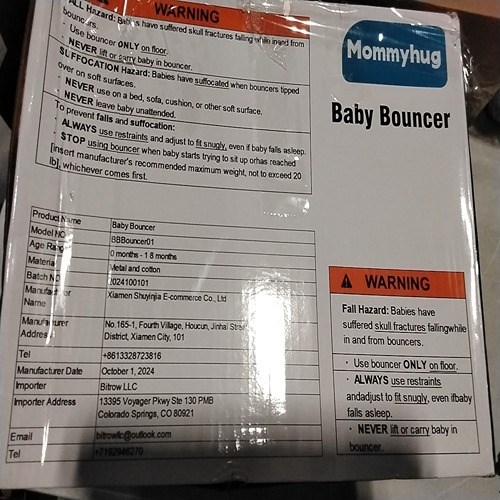 WARNING
FALL Hazard: Babies have suffered skull fractures falling while in and from
bouncers.
· Use bouncer ONLY on floor.
· NEVER lift or carry baby in bouncer.
SUFFOCATION Hazard: Babies have suffocated when bouncers tipped
over on soft surfaces.
· NEVER use on a bed, sofa, cushion, or other soft surface.
· NEVER leave baby unattended.
To prevent falls and suffocation:
· ALWAYS use restraints and adjust to fit snugly, even if baby falls asleep.
· STOP using bouncer when baby starts trying to sit up orhas reached
[insert manufacturer's recommended maximum weight, not to exceed 20
lb], whichever comes first.
Mommyhug
Baby Bouncer
Product Name Baby Bouncer
Model NO. BBBouncer01
Age Range 0 months - 18 months
Material Metal and cotton
Batch NO. 2024100101
Manufacturer Name Xiamen Shuyinjia E-commerce Co., Ltd
Manufacturer Address No.165-1, Fourth Village, Houcun, Jinhai
District, Xiamen City, 101
Tel +8613328723816
Manufacturer Date October 1, 2024
Importer Bitrow LLC
Importer Address 13395 Voyager Pkwy Ste 130 PMB
Colorado Springs, CO 80921
Email bitrowllc@outlook.com
Tel +7192946270
WARNING
Fall Hazard: Babies have
suffered skull fractures fallingwhile
in and from bouncers.
· Use bouncer ONLY on floor.
· ALWAYS use restraints
andadjust to fit snugly, even ifbaby
falls asleep.
· NEVER lift or carry baby in
bouncer.